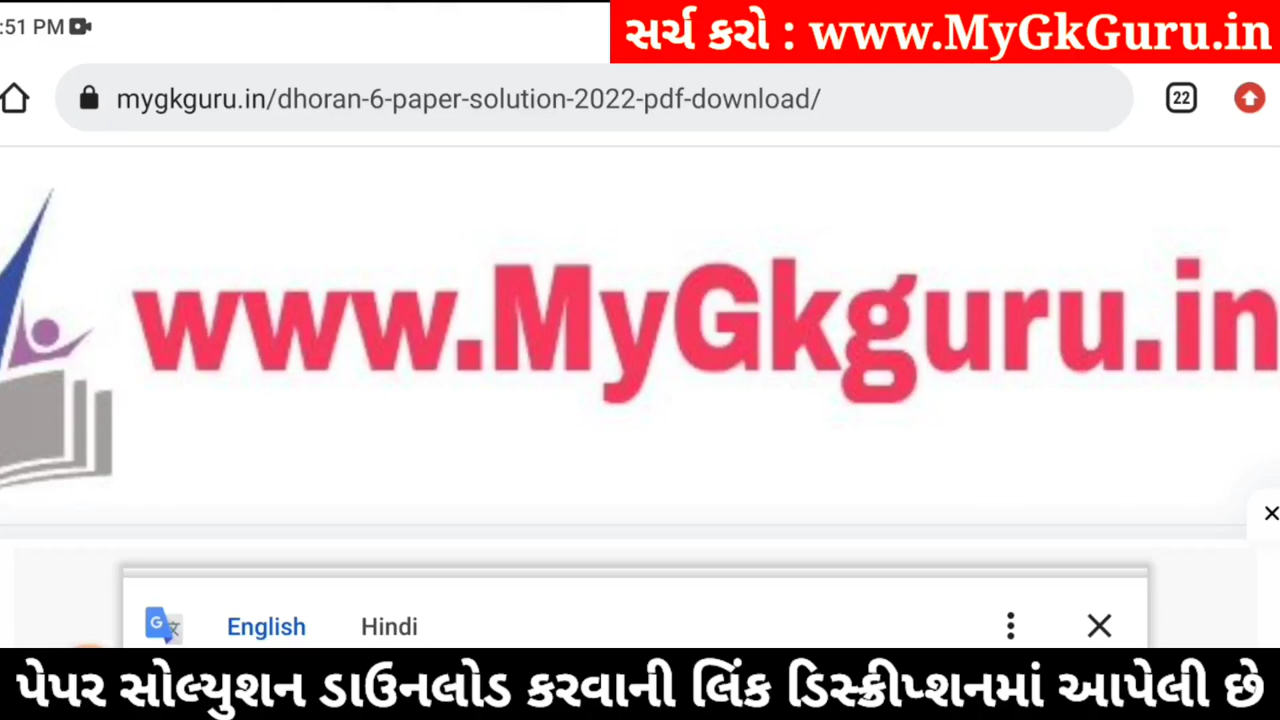 :51 PM
સર્ચ કરો : www.MyGkGuru.in
mygkguru.in/dhoran-6-paper-solution-2022-pdf-download/
22
www.MyGkguru.in
English Hindi
પેપર સોલ્યુશન ડાઉનલોડ કરવાની લિંક ડિસ્ક્રીપ્શનમાં આપેલી છે